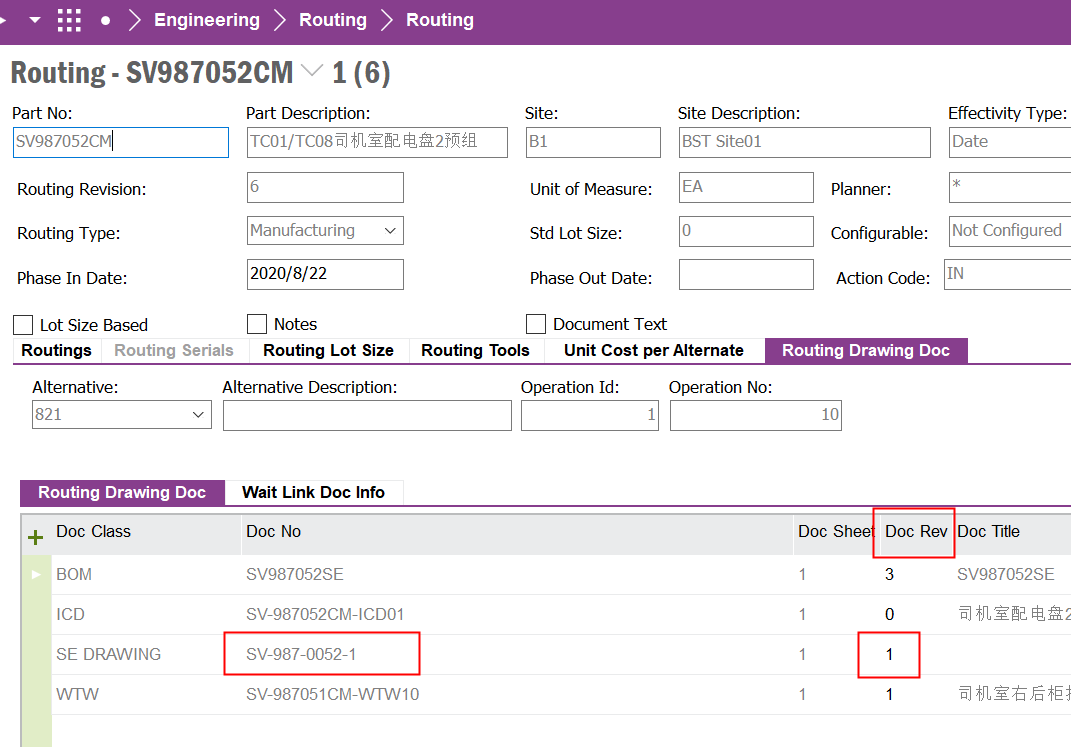 Engineering Routing Routing
Routing - SV987052CM 1 (6)
Part No: Part Description: Site: Site Description: Effectivity Type:
SV987052CM TC01/TC08司机室配电盘2预组 B1 BST Site01 Date
Routing Revision: 6 Unit of Measure: EA Planner: *
Routing Type: Manufacturing Std Lot Size: 0 Configurable: Not Configured
Phase In Date: 2020/8/22 Phase Out Date: Action Code: IN
Lot Size Based Notes Document Text
Routings Routing Serials Routing Lot Size Routing Tools Unit Cost per Alternate Routing Drawing Doc
Alternative: Alternative Description: Operation Id: Operation No:
821 1 10
Routing Drawing Doc Wait Link Doc Info
Doc Class Doc No Doc Sheet Doc Rev Doc Title
BOM SV987052SE 1 3 SV987052SE
ICD SV-987052CM-ICD01 1 0 司机室配电盘2
SE DRAWING SV-987-0052-1 1 1
WTW SV-987051CM-WTW10 1 1 司机室右后柜